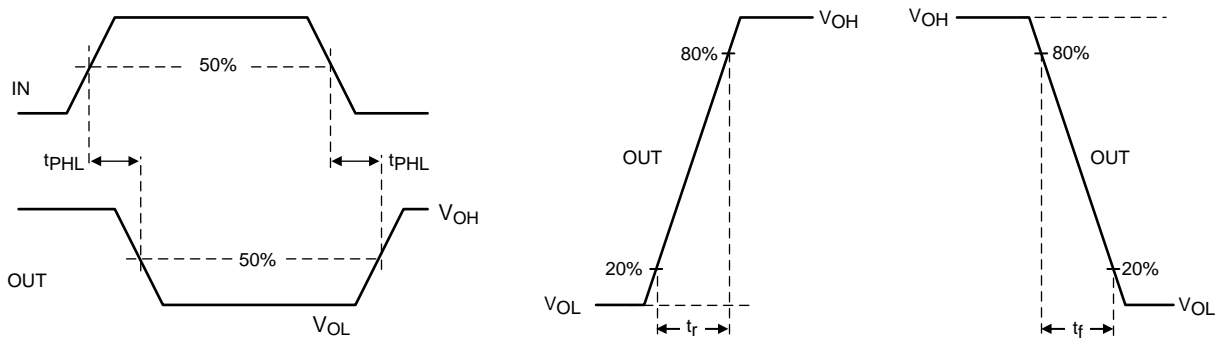 IN
50%
tPHL
tPHL
OUT
50%
VOH
VOL
VOH
80%
OUT
20%
VOL
tr
VOH
80%
OUT
20%
VOL
tf